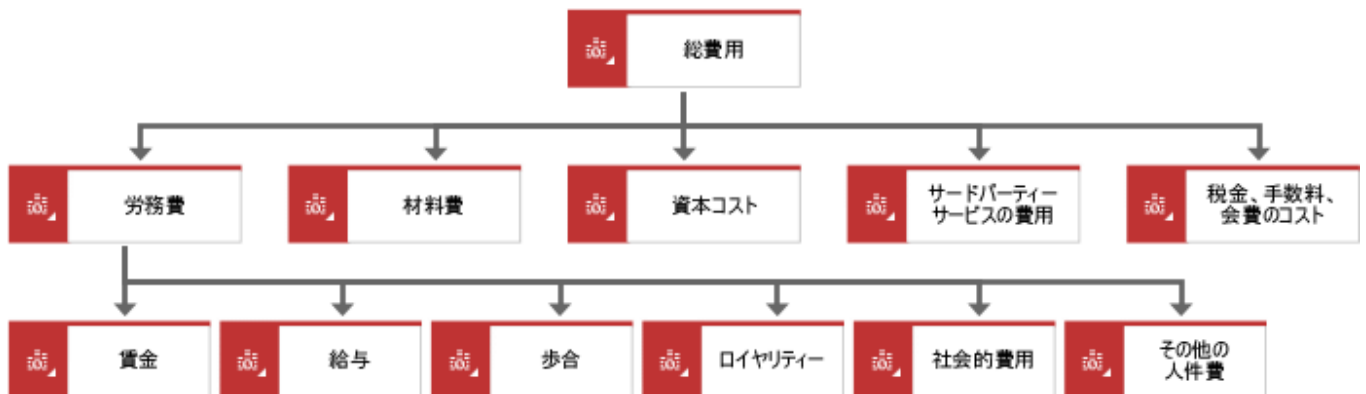 総費用
労務費
材料費
資本コスト
サードパーティー
サービスの費用
税金、手数料、
会費のコスト
賃金
給与
歩合
ロイヤリティー
社会的費用
その他の
人件費